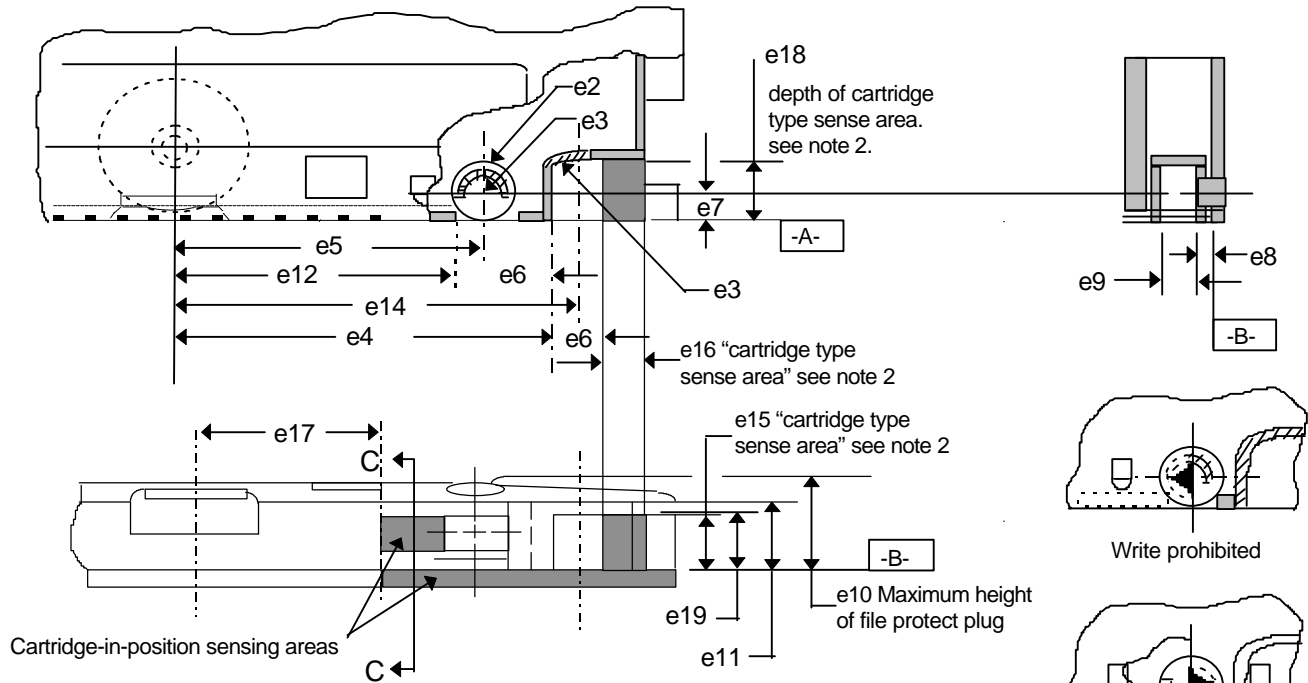 e18
depth of cartridge
type sense area.
see note 2.
e2
e3
e7
-A-
e5
e12
e6
e3
e14
e4
e6
e9
e8
-B-
e16 “cartridge type
sense area” see note 2
e15 “cartridge type
sense area” see note 2
e17
C
-B-
Write prohibited
e10 Maximum height
of file protect plug
e19
e11
Cartridge-in-position sensing areas
C